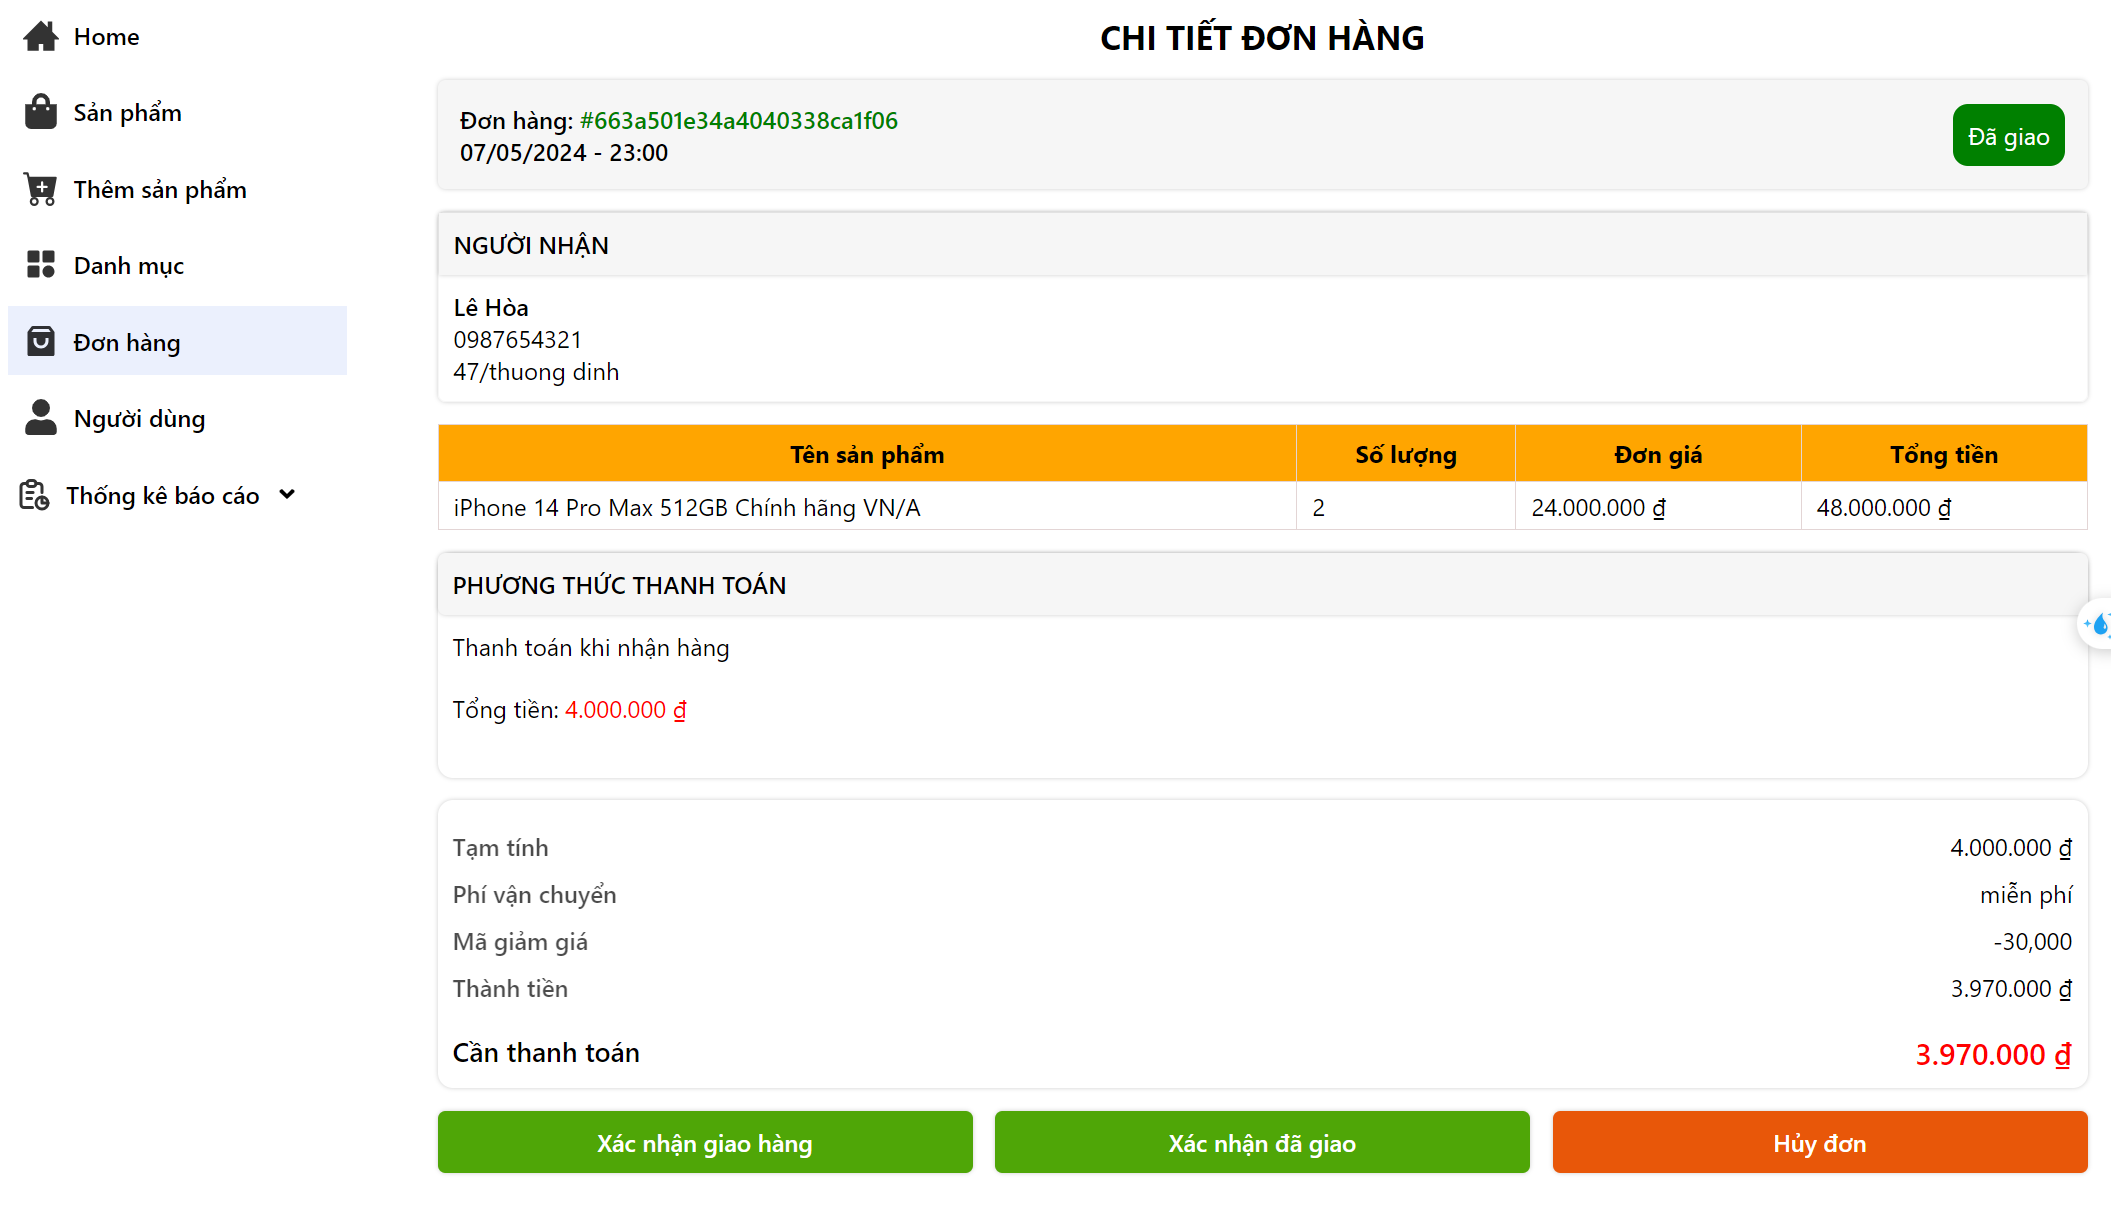 Home
Sản phẩm
Thêm sản phẩm
Danh mục
Đơn hàng
Người dùng
Thống kê báo cáo
CHI TIẾT ĐƠN HÀNG
Đơn hàng: #663a501e34a4040338ca1f06
07/05/2024 - 23:00
Đã giao
NGƯỜI NHẬN
Lê Hòa
0987654321
47/thuong dinh
Tên sản phẩm Số lượng Đơn giá Tổng tiền
iPhone 14 Pro Max 512GB Chính hãng VN/A 2 24.000.000 ₫ 48.000.000 ₫
PHƯƠNG THỨC THANH TOÁN
Thanh toán khi nhận hàng
Tổng tiền: 4.000.000 ₫
Tạm tính 4.000.000 ₫
Phí vận chuyển miễn phí
Mã giảm giá -30,000
Thành tiền 3.970.000 ₫
Cần thanh toán 3.970.000 ₫
Xác nhận giao hàng Xác nhận đã giao Hủy đơn